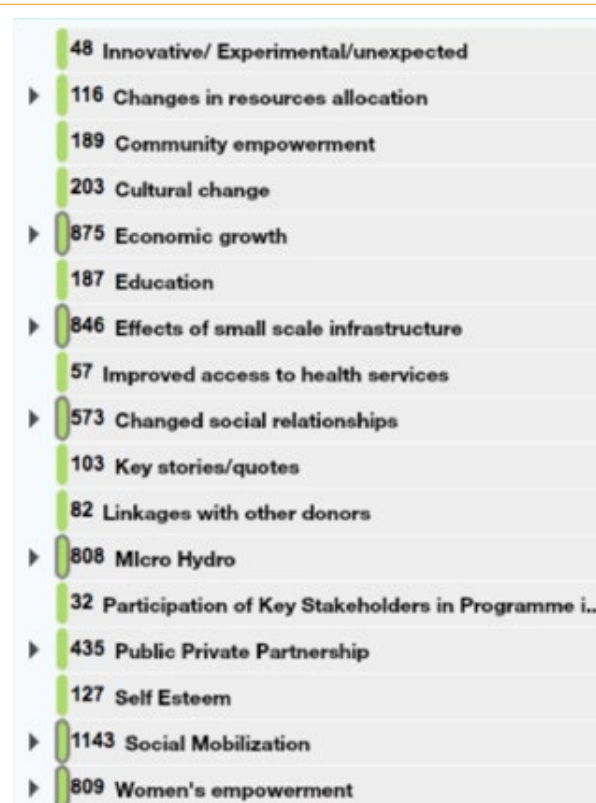 48 Innovative/ Experimental/unexpected
116 Changes in resources allocation
189 Community empowerment
203 Cultural change
875 Economic growth
187 Education
846 Effects of small scale infrastructure
57 Improved access to health services
573 Changed social relationships
103 Key stories/quotes
82 Linkages with other donors
808 MIcro Hydro
32 Participation of Key Stakeholders in Programme i..
435 Public Private Partnership
127 Self Esteem
1143 Social Mobilization
809 Women's empowerment